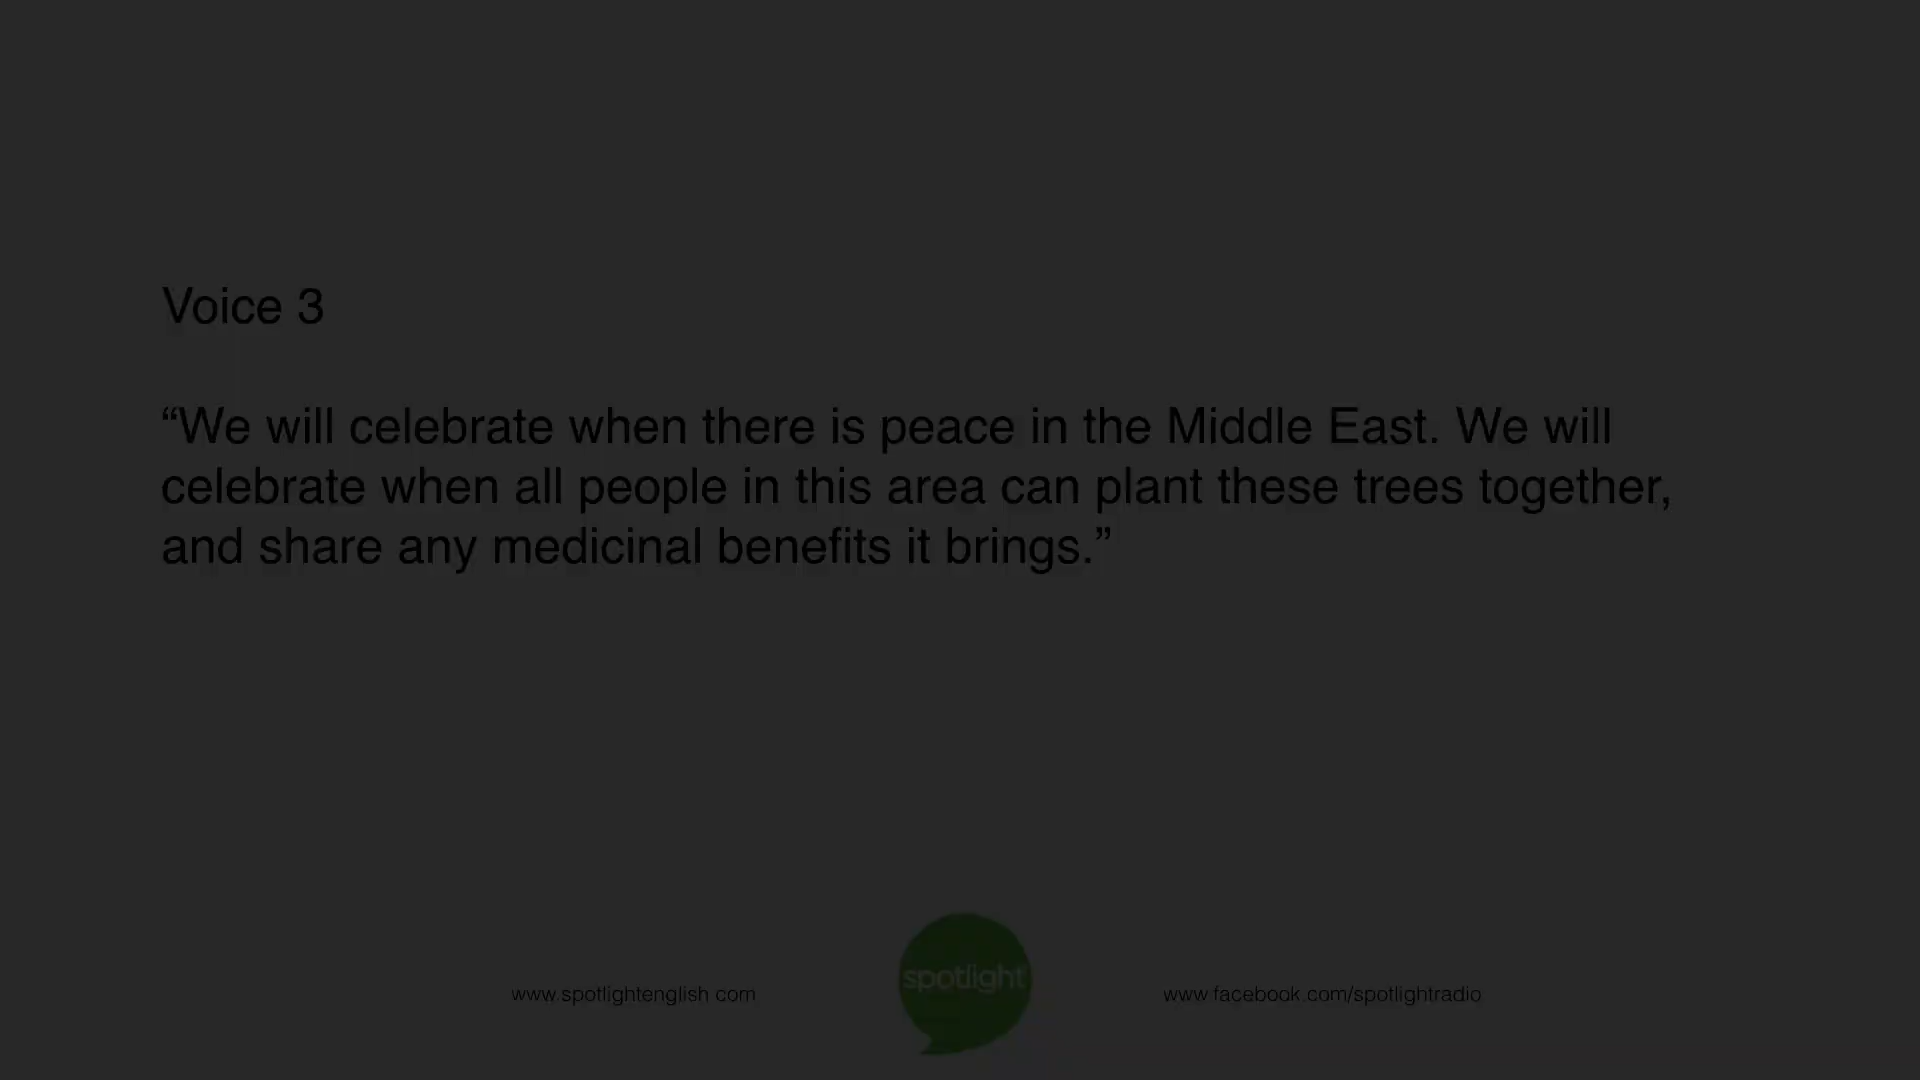 Voice 3
“We will celebrate when there is peace in the Middle East. We will
celebrate when all people in this area can plant these trees together,
and share any medicinal benefits it brings.”
spotlight
www.spotlightenglish.com
www.facebook.com/spotlightradio